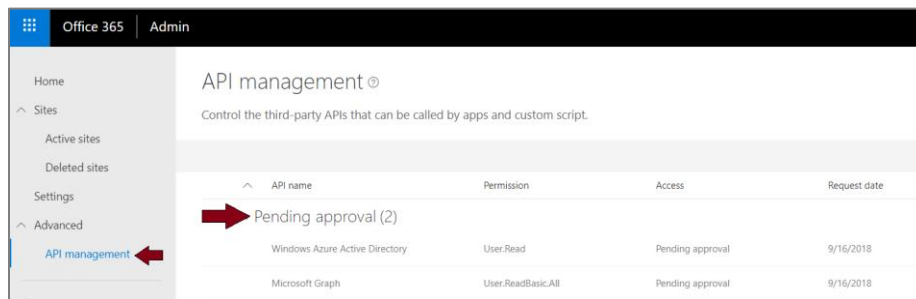 Office 365 Admin
Home
Sites
Active sites
Deleted sites
Settings
Advanced
API management
API management
Control the third-party APIs that can be called by apps and custom script.
API name Permission Access Request date
Pending approval (2)
Windows Azure Active Directory User.Read Pending approval 9/16/2018
Microsoft Graph User.ReadBasic.All Pending approval 9/16/2018